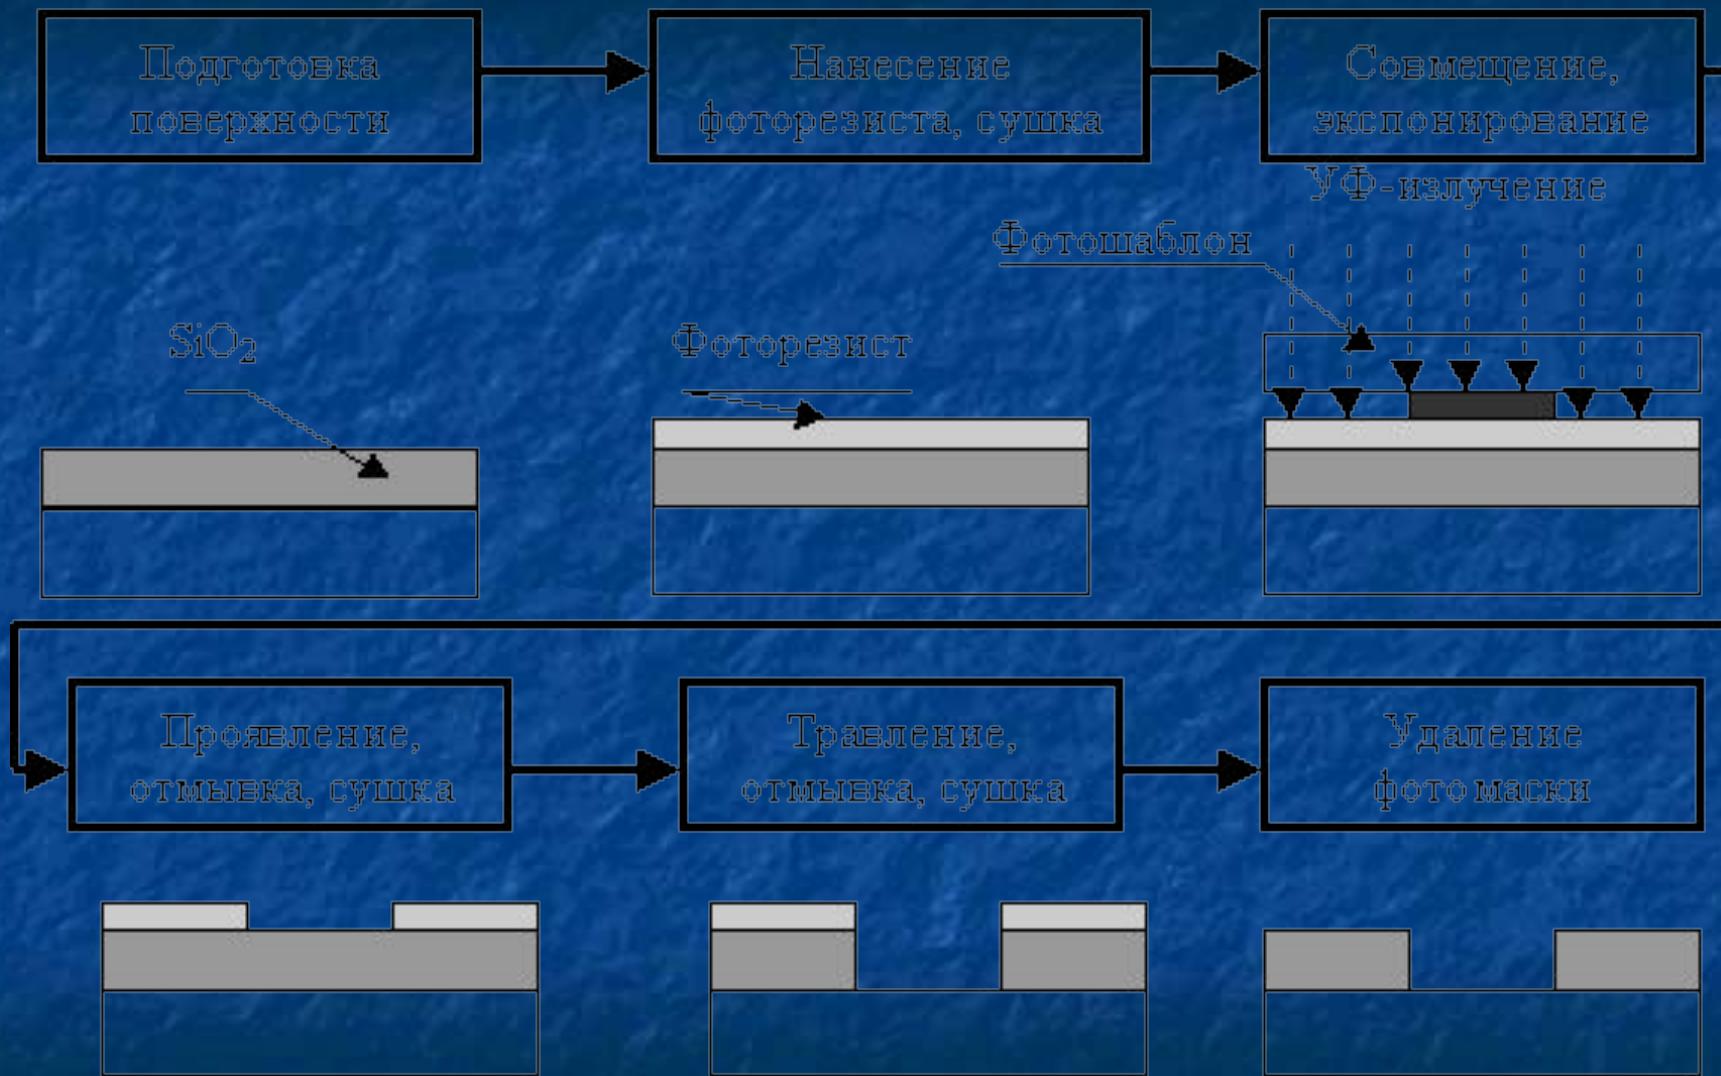 Подготовка
поверхности
Нанесение
фоторезиста, сушка
Совмещение,
экспонирование
УФ-излучение
Фотошаблон
SiO₂
Фоторезист
Проявление,
отмывка, сушка
Травление,
отмывка, сушка
Удаление
фотомаски